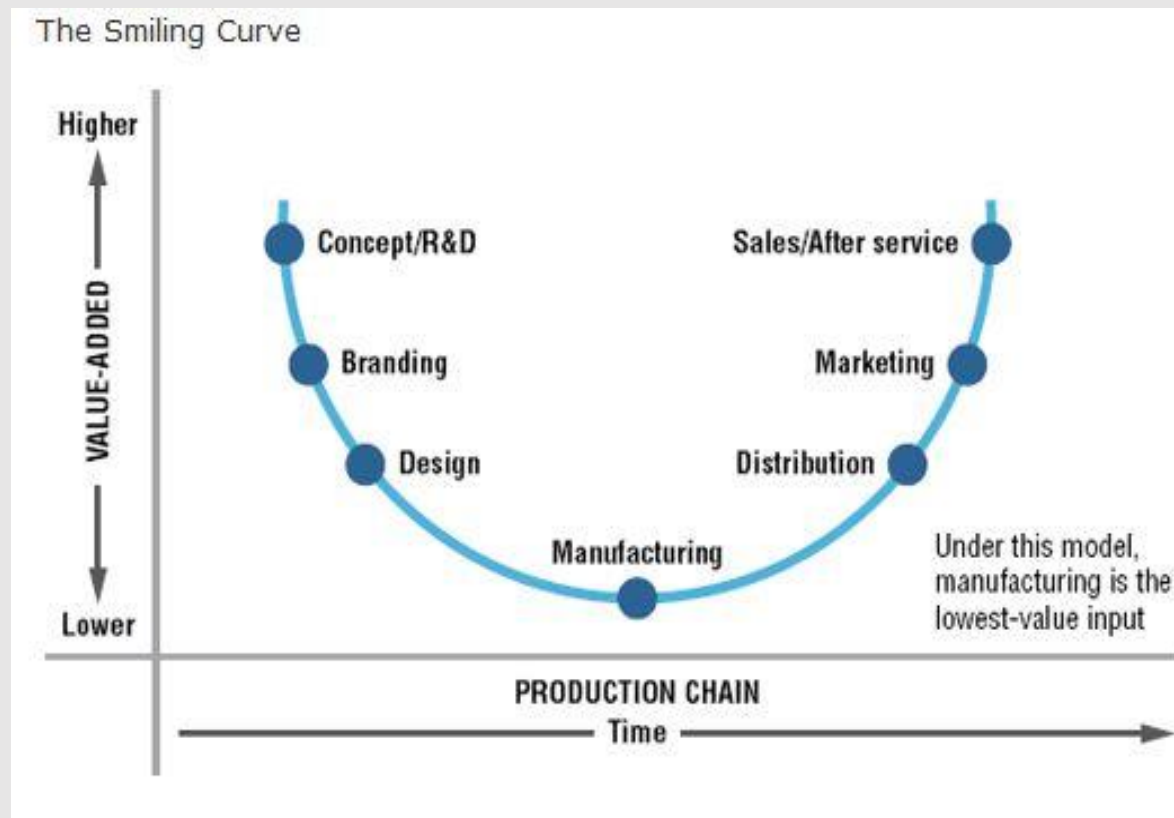 The Smiling Curve
Higher
VALUE-ADDED
Lower
Concept/R&D
Branding
Design
Manufacturing
Sales/After service
Marketing
Distribution
Under this model,
manufacturing is the
lowest-value input
PRODUCTION CHAIN
Time